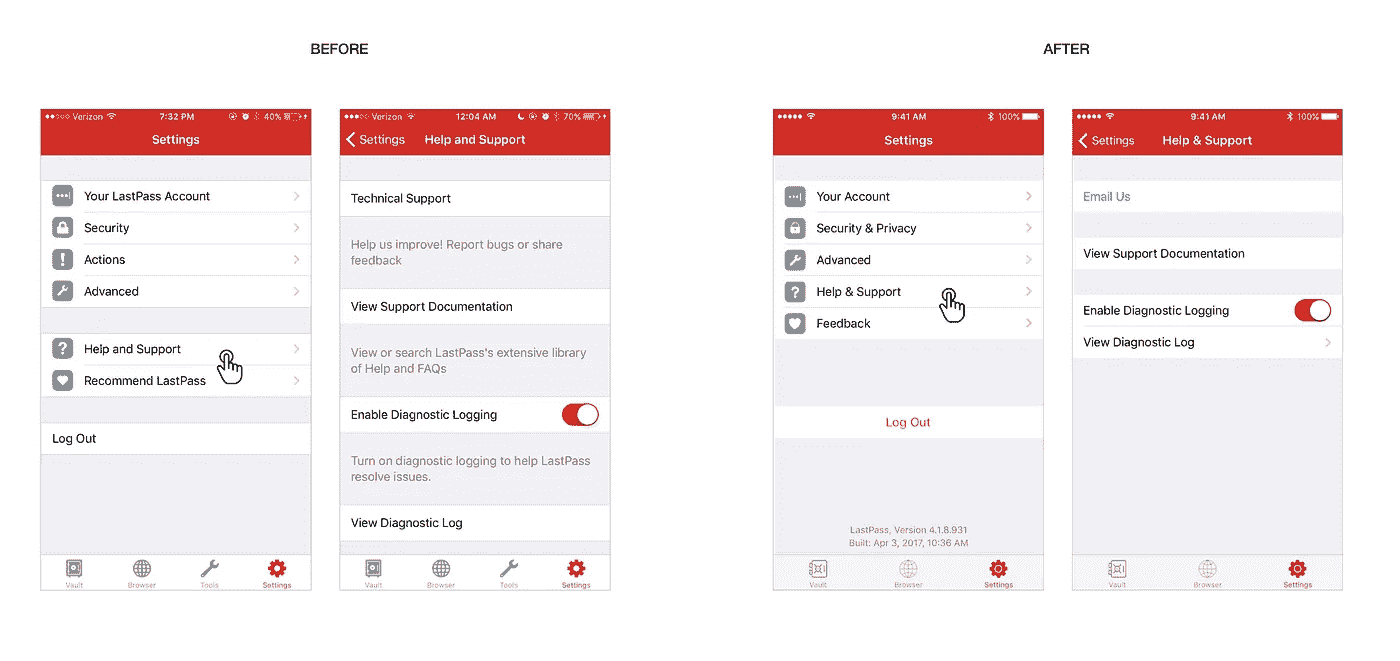 BEFORE
AFTER
Verizon 7:32 PM 40%
Settings
Your LastPass Account
Security
Actions
Advanced
Help and Support
Recommend LastPass
Log Out
Vault Browser Tools Settings
Verizon 12:04 AM 70%
Settings Help and Support
Technical Support
Help us improve! Report bugs or share
feedback
View Support Documentation
View or search LastPass's extensive library
of Help and FAQs
Enable Diagnostic Logging
Turn on diagnostic logging to help LastPass
resolve issues.
View Diagnostic Log
Vault Browser Tools Settings
9:41 AM 100%
Settings
Your Account
Security & Privacy
Advanced
Help & Support
Feedback
Log Out
LastPass, Version 4.1.8.931
Built: Apr 3, 2017, 10:36 AM
Vault Browser Settings
9:41 AM 100%
Settings Help & Support
Email Us
View Support Documentation
Enable Diagnostic Logging
View Diagnostic Log
Vault Browser Settings